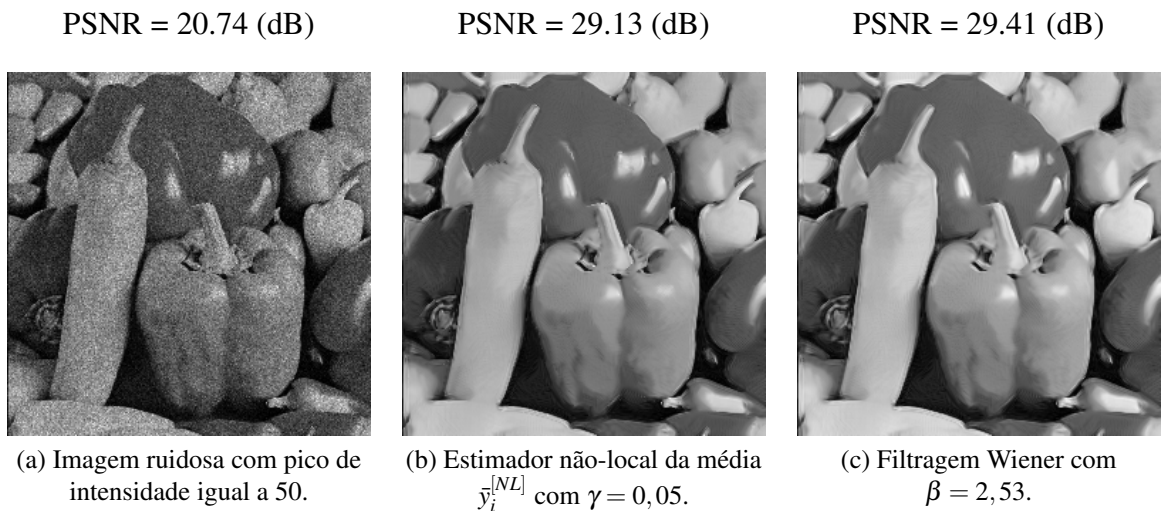 PSNR = 20.74 (dB)
PSNR = 29.13 (dB)
PSNR = 29.41 (dB)
(a) Imagem ruidosa com pico de
intensidade igual a 50.
(b) Estimador não-local da média
ȳᵢ^[NL] com γ = 0,05.
(c) Filtragem Wiener com
β = 2,53.